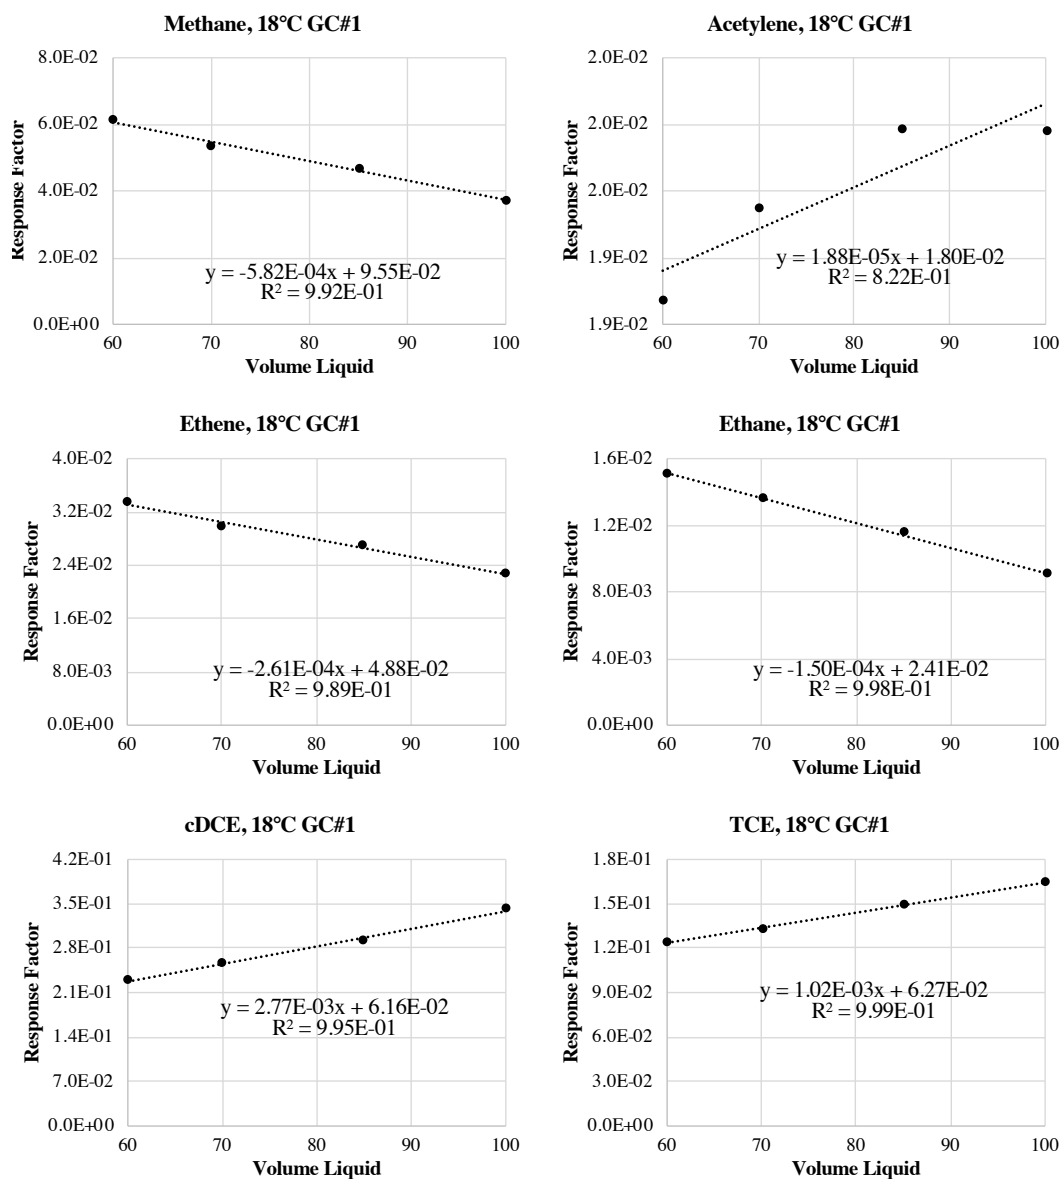 Methane, 18°C GC#1
8.0E-02
6.0E-02
4.0E-02
2.0E-02
0.0E+00
Response Factor
y = -5.82E-04x + 9.55E-02
R² = 9.92E-01
60 70 80 90 100
Volume Liquid
Acetylene, 18°C GC#1
2.0E-02
2.0E-02
2.0E-02
1.9E-02
1.9E-02
Response Factor
y = 1.88E-05x + 1.80E-02
R² = 8.22E-01
60 70 80 90 100
Volume Liquid
Ethene, 18°C GC#1
4.0E-02
3.2E-02
2.4E-02
1.6E-02
8.0E-03
0.0E+00
Response Factor
y = -2.61E-04x + 4.88E-02
R² = 9.89E-01
60 70 80 90 100
Volume Liquid
Ethane, 18°C GC#1
1.6E-02
1.2E-02
8.0E-03
4.0E-03
0.0E+00
Response Factor
y = -1.50E-04x + 2.41E-02
R² = 9.98E-01
60 70 80 90 100
Volume Liquid
cDCE, 18°C GC#1
4.2E-01
3.5E-01
2.8E-01
2.1E-01
1.4E-01
7.0E-02
0.0E+00
Response Factor
y = 2.77E-03x + 6.16E-02
R² = 9.95E-01
60 70 80 90 100
Volume Liquid
TCE, 18°C GC#1
1.8E-01
1.5E-01
1.2E-01
9.0E-02
6.0E-02
3.0E-02
0.0E+00
Response Factor
y = 1.02E-03x + 6.27E-02
R² = 9.99E-01
60 70 80 90 100
Volume Liquid